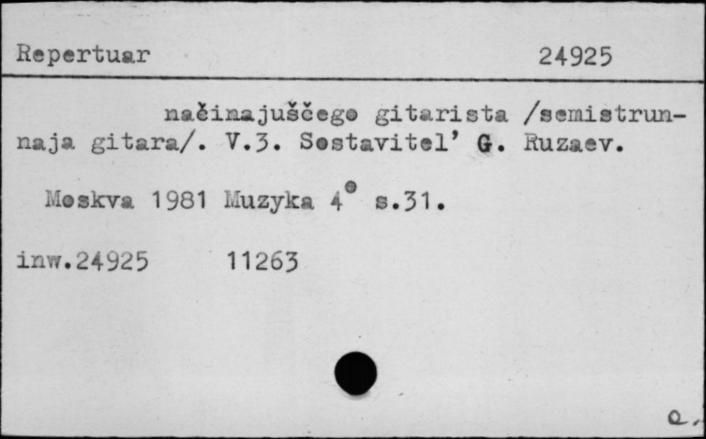 Repertuar 24925
načinajuščego gitarista /semistrun-
naja gitara/. V.3. Sostavitel’ G. Ruzaev.
Moskva 1981 Muzyka 4° s.31.
inw.24925 11263